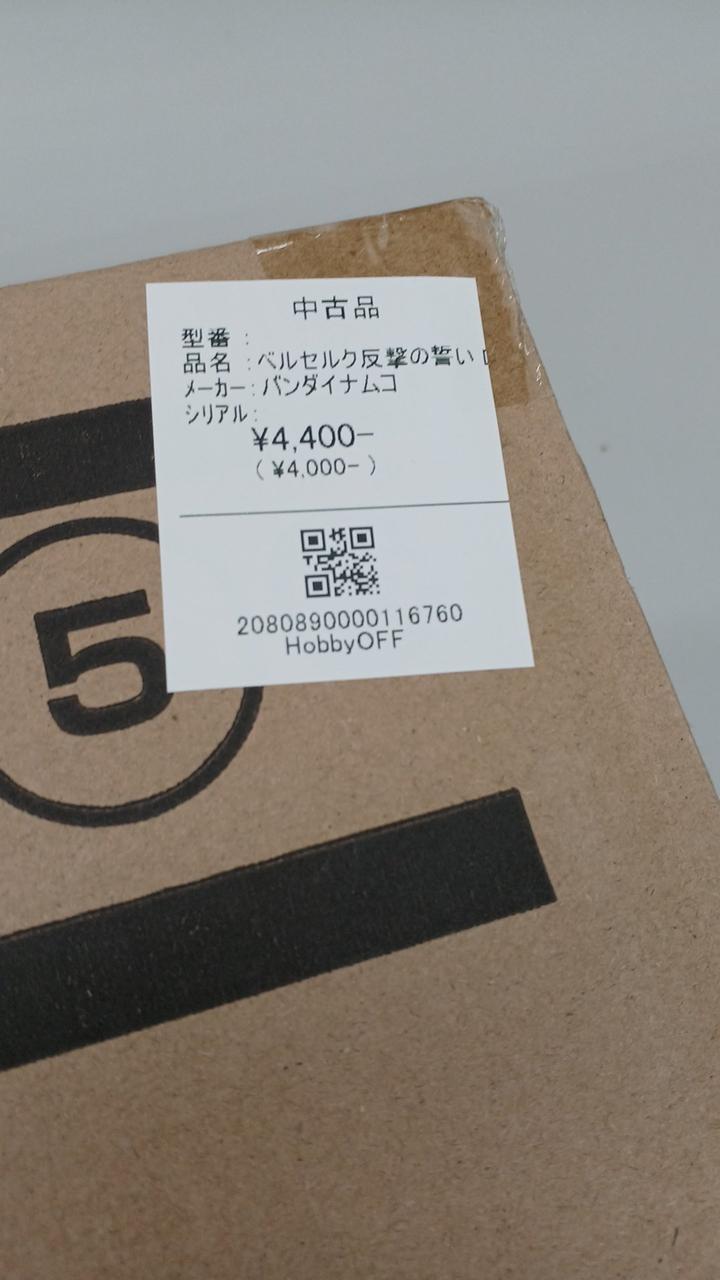 中古品
型番 :
品名 : ベルセルク反撃の誓い
メーカー : バンダイナムコ
シリアル :
¥4,400-
( ¥4,000- )
2080890000116760
HobbyOFF
5